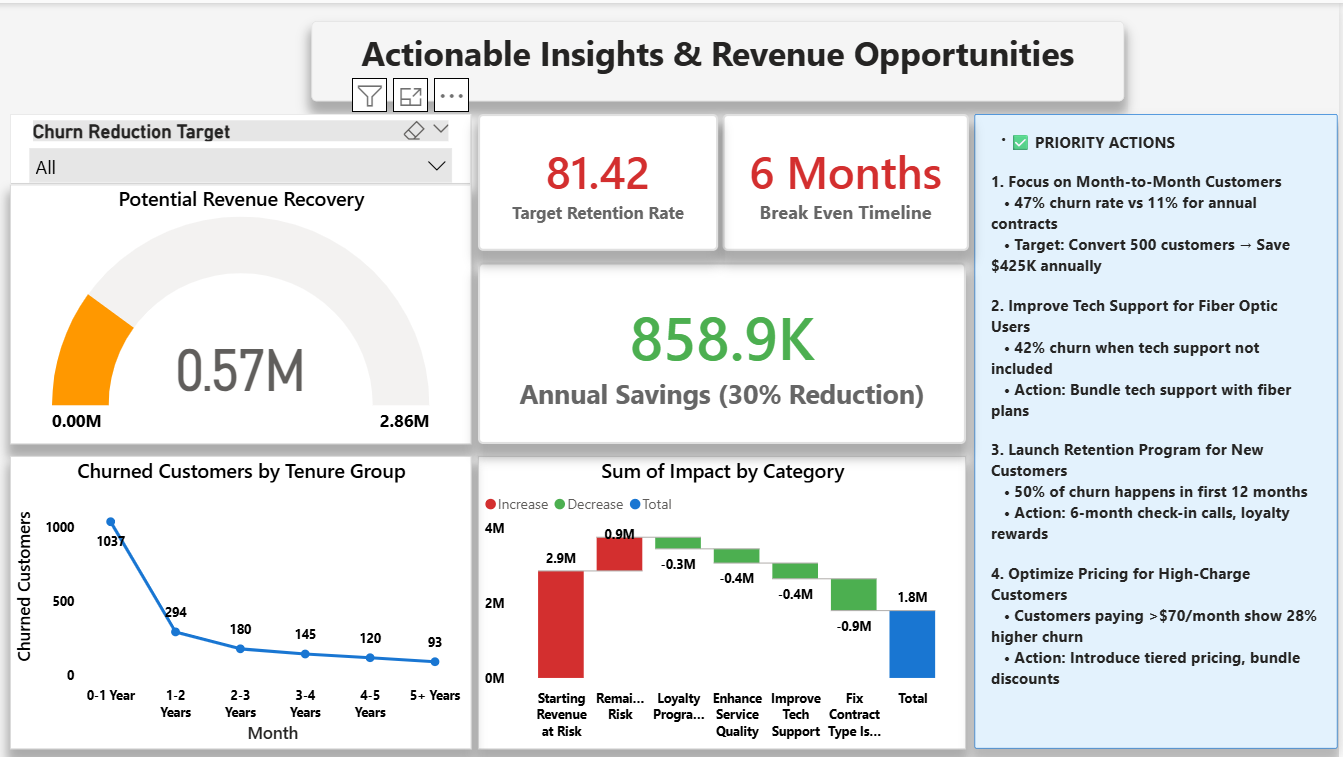 Actionable Insights & Revenue Opportunities
Churn Reduction Target
All
Potential Revenue Recovery
0.57M
0.00M
2.86M
81.42
Target Retention Rate
6 Months
Break Even Timeline
858.9K
Annual Savings (30% Reduction)
Churned Customers by Tenure Group
Churned Customers
1000
500
0
1037
294
180
145
120
93
0-1 Year
1-2
Years
2-3
Years
3-4
Years
4-5
Years
5+ Years
Month
Sum of Impact by Category
Increase
Decrease
Total
4M
2M
0M
2.9M
0.9M
-0.3M
-0.4M
-0.4M
-0.9M
1.8M
Starting
Revenue
at Risk
Remai...
Risk
Loyalty
Progra...
Enhance
Service
Quality
Improve
Tech
Support
Fix
Contract
Type Is...
Total
• ✅ PRIORITY ACTIONS
1. Focus on Month-to-Month Customers
• 47% churn rate vs 11% for annual
contracts
• Target: Convert 500 customers → Save
$425K annually
2. Improve Tech Support for Fiber Optic
Users
• 42% churn when tech support not
included
• Action: Bundle tech support with fiber
plans
3. Launch Retention Program for New
Customers
• 50% of churn happens in first 12 months
• Action: 6-month check-in calls, loyalty
rewards
4. Optimize Pricing for High-Charge
Customers
• Customers paying >$70/month show 28%
higher churn
• Action: Introduce tiered pricing, bundle
discounts